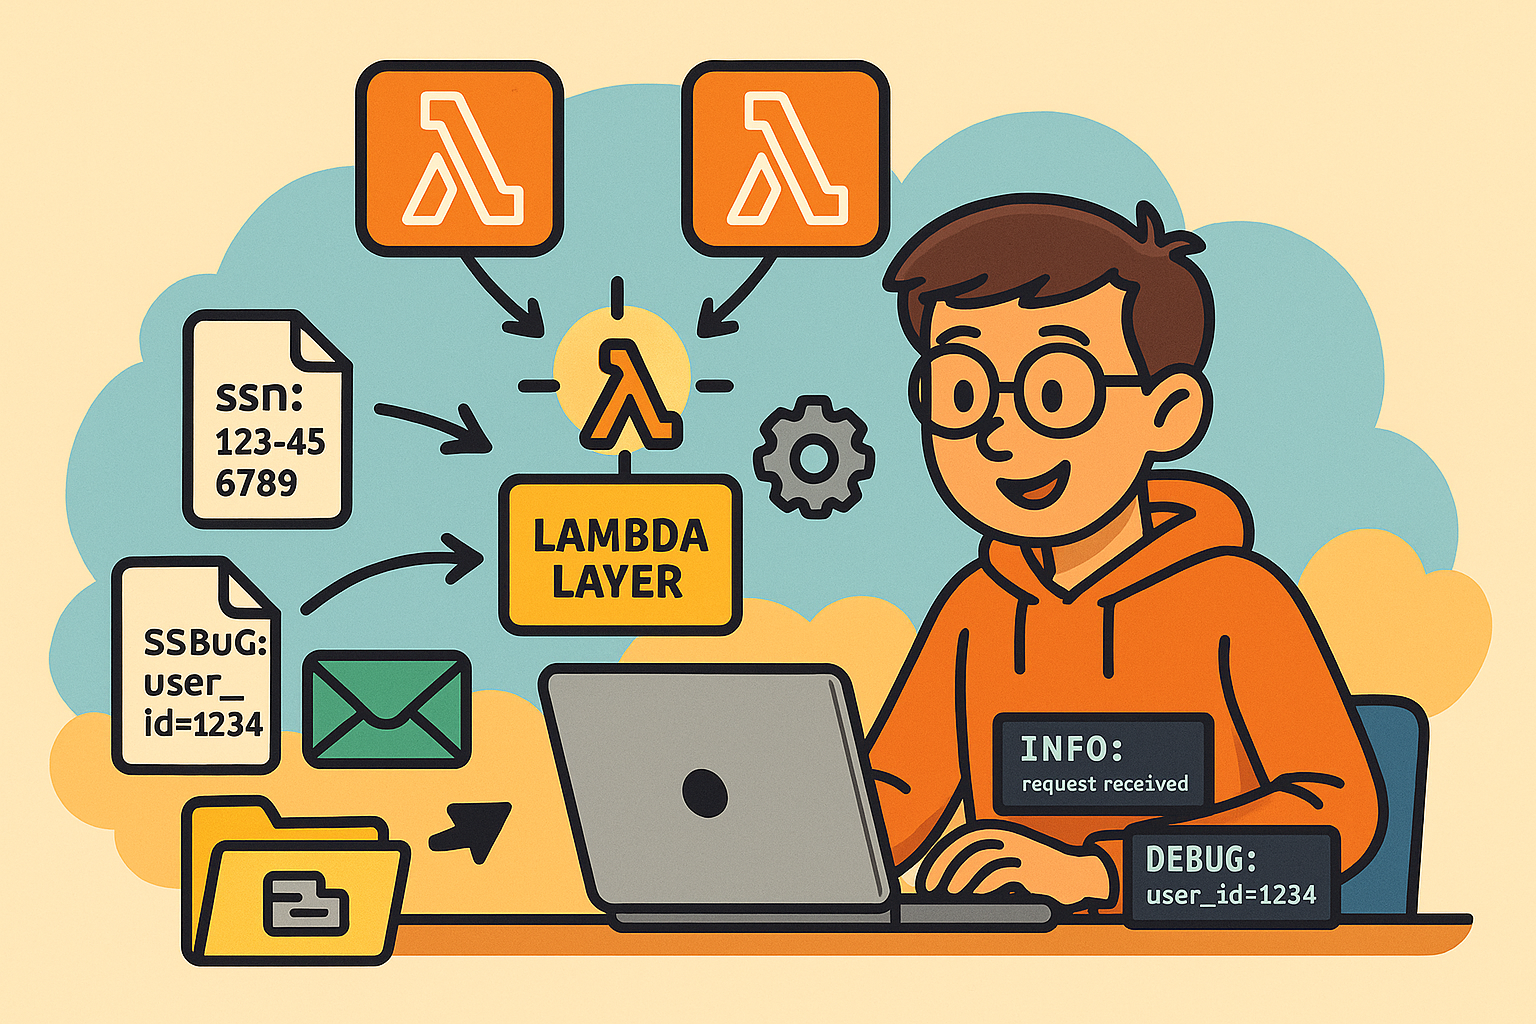 ssn:
123-45
6789
LAMBDA
LAYER
SSBuG:
user_
id=1234
INFO:
request received
DEBUG:
user_id=1234